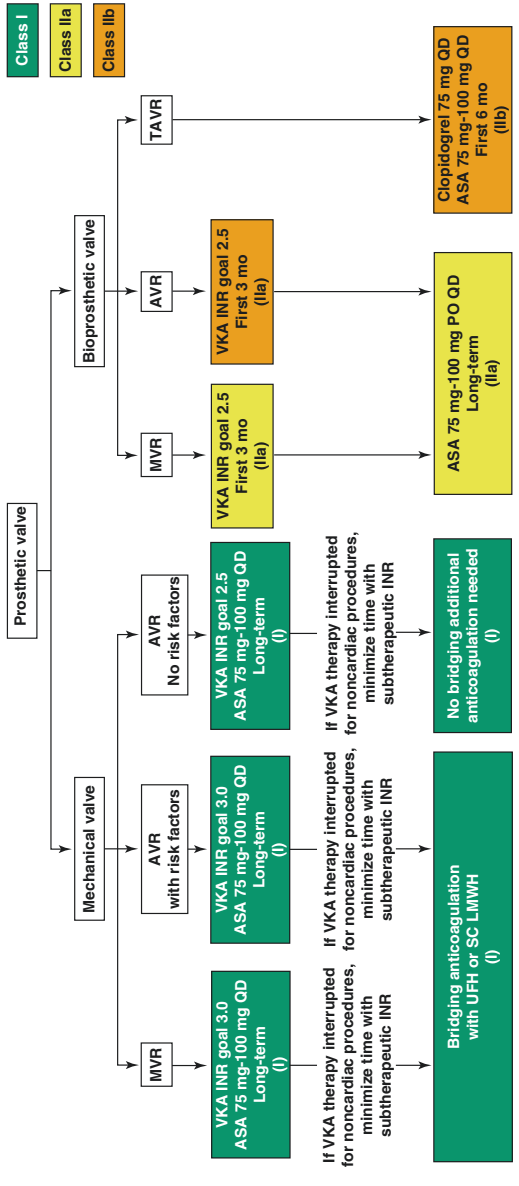 Class I
Class IIa
Class IIb
Prosthetic valve
Mechanical valve
Bioprosthetic valve
MVR
AVR
with risk factors
AVR
No risk factors
MVR
AVR
TAVR
VKA INR goal 3.0
ASA 75 mg-100 mg QD
Long-term
(I)
VKA INR goal 3.0
ASA 75 mg-100 mg QD
Long-term
(I)
VKA INR goal 2.5
ASA 75 mg-100 mg QD
Long-term
(I)
VKA INR goal 2.5
First 3 mo
(IIa)
VKA INR goal 2.5
First 3 mo
(IIa)
If VKA therapy interrupted
for noncardiac procedures,
minimize time with
subtherapeutic INR
If VKA therapy interrupted
for noncardiac procedures,
minimize time with
subtherapeutic INR
If VKA therapy interrupted
for noncardiac procedures,
minimize time with
subtherapeutic INR
Bridging anticoagulation
with UFH or SC LMWH
(I)
No bridging additional
anticoagulation needed
(I)
ASA 75 mg-100 mg PO QD
Long-term
(IIa)
Clopidogrel 75 mg QD
ASA 75 mg-100 mg QD
First 6 mo
(IIb)